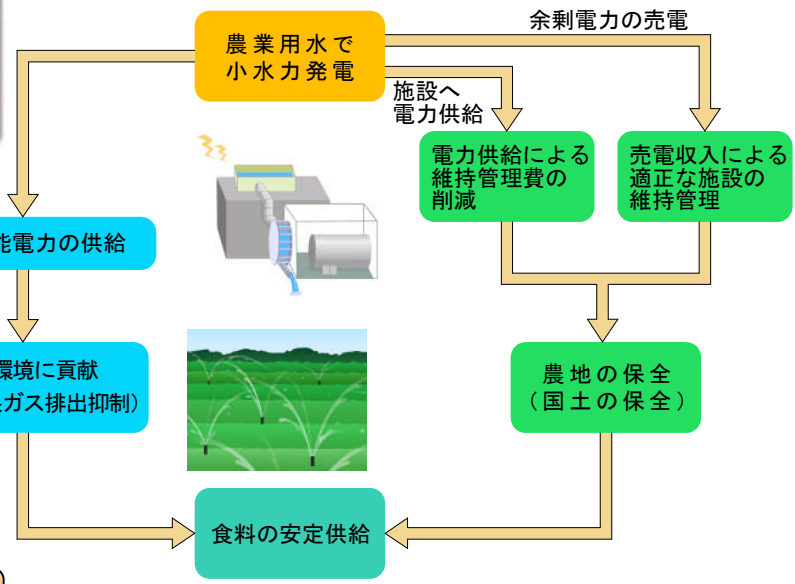 余剰電力の売電
農業用水で
小水力発電
施設へ
電力供給
電力供給による
維持管理費の
削減
売電収入による
適正な施設の
維持管理
能電力の供給
環境に貢献
ガス排出抑制）
農地の保全
（国土の保全）
食料の安定供給